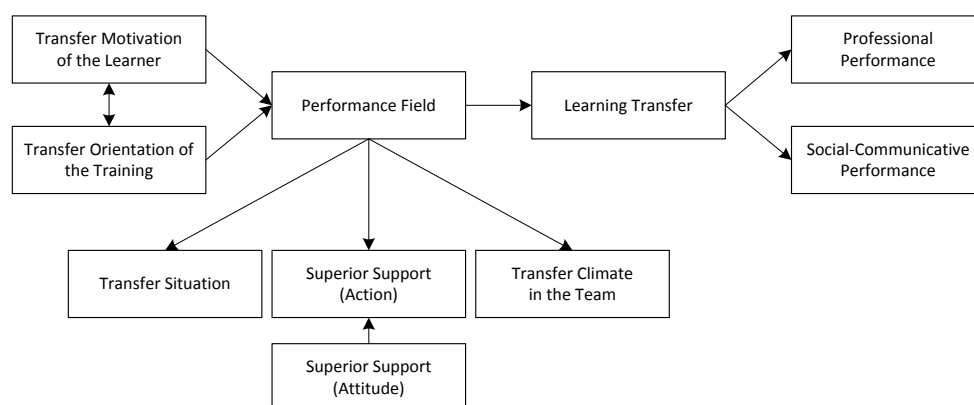 Transfer Motivation
of the Learner
Transfer Orientation of
the Training
Performance Field
Learning Transfer
Professional
Performance
Social-Communicative
Performance
Transfer Situation
Superior Support
(Action)
Transfer Climate
in the Team
Superior Support
(Attitude)